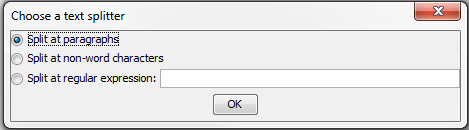 Choose a text splitter
Split at paragraphs
Split at non-word characters
Split at regular expression:
OK